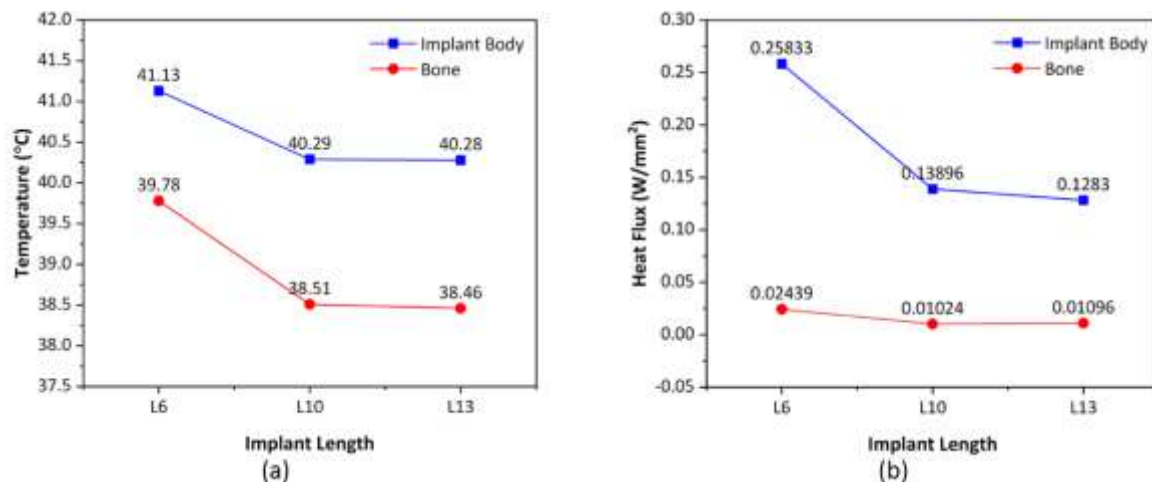 42.0
41.5
41.0
40.5
40.0
39.5
39.0
38.5
38.0
37.5
Temperature (°C)
Implant Body
Bone
41.13
40.29
40.28
39.78
38.51
38.46
L6
L10
L13
Implant Length
(a)
0.30
0.25
0.20
0.15
0.10
0.05
0.00
-0.05
Heat Flux (W/mm²)
Implant Body
Bone
0.25833
0.13896
0.1283
0.02439
0.01024
0.01096
L6
L10
L13
Implant Length
(b)